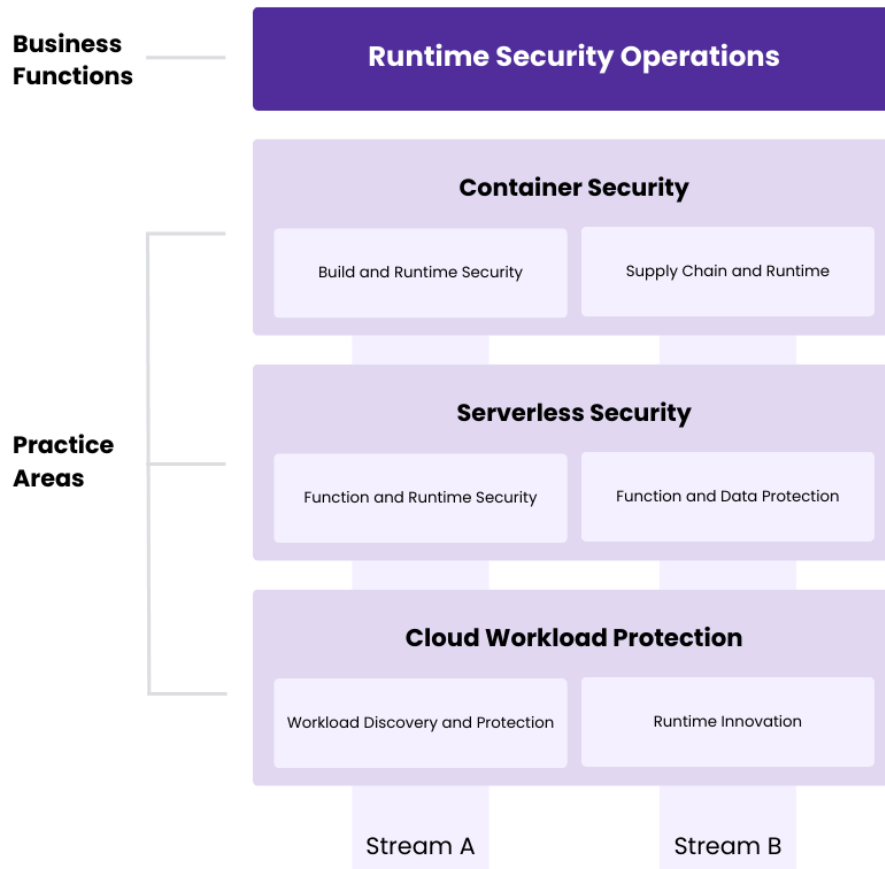 Business
Functions
Runtime Security Operations
Container Security
Build and Runtime Security
Supply Chain and Runtime
Practice
Areas
Serverless Security
Function and Runtime Security
Function and Data Protection
Cloud Workload Protection
Workload Discovery and Protection
Runtime Innovation
Stream A
Stream B